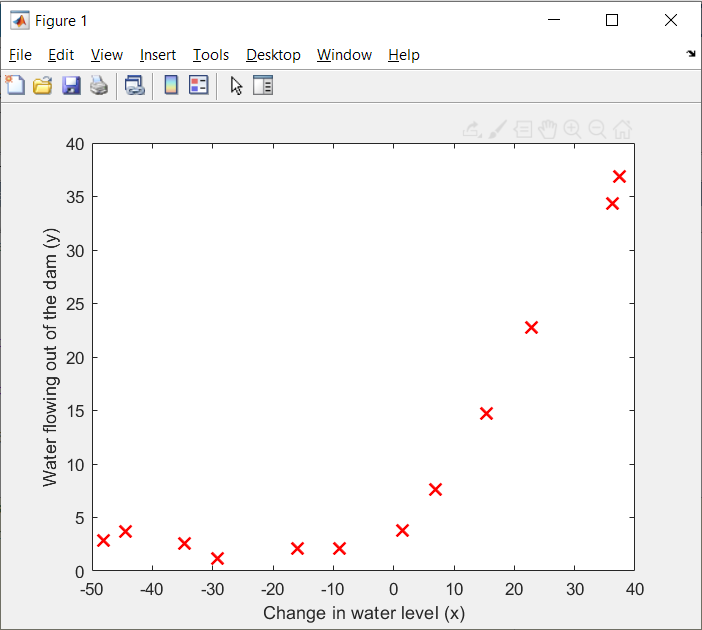 Figure 1
File Edit View Insert Tools Desktop Window Help
Water flowing out of the dam (y)
40
35
30
25
20
15
10
5
0
-50 -40 -30 -20 -10 0 10 20 30 40
Change in water level (x)